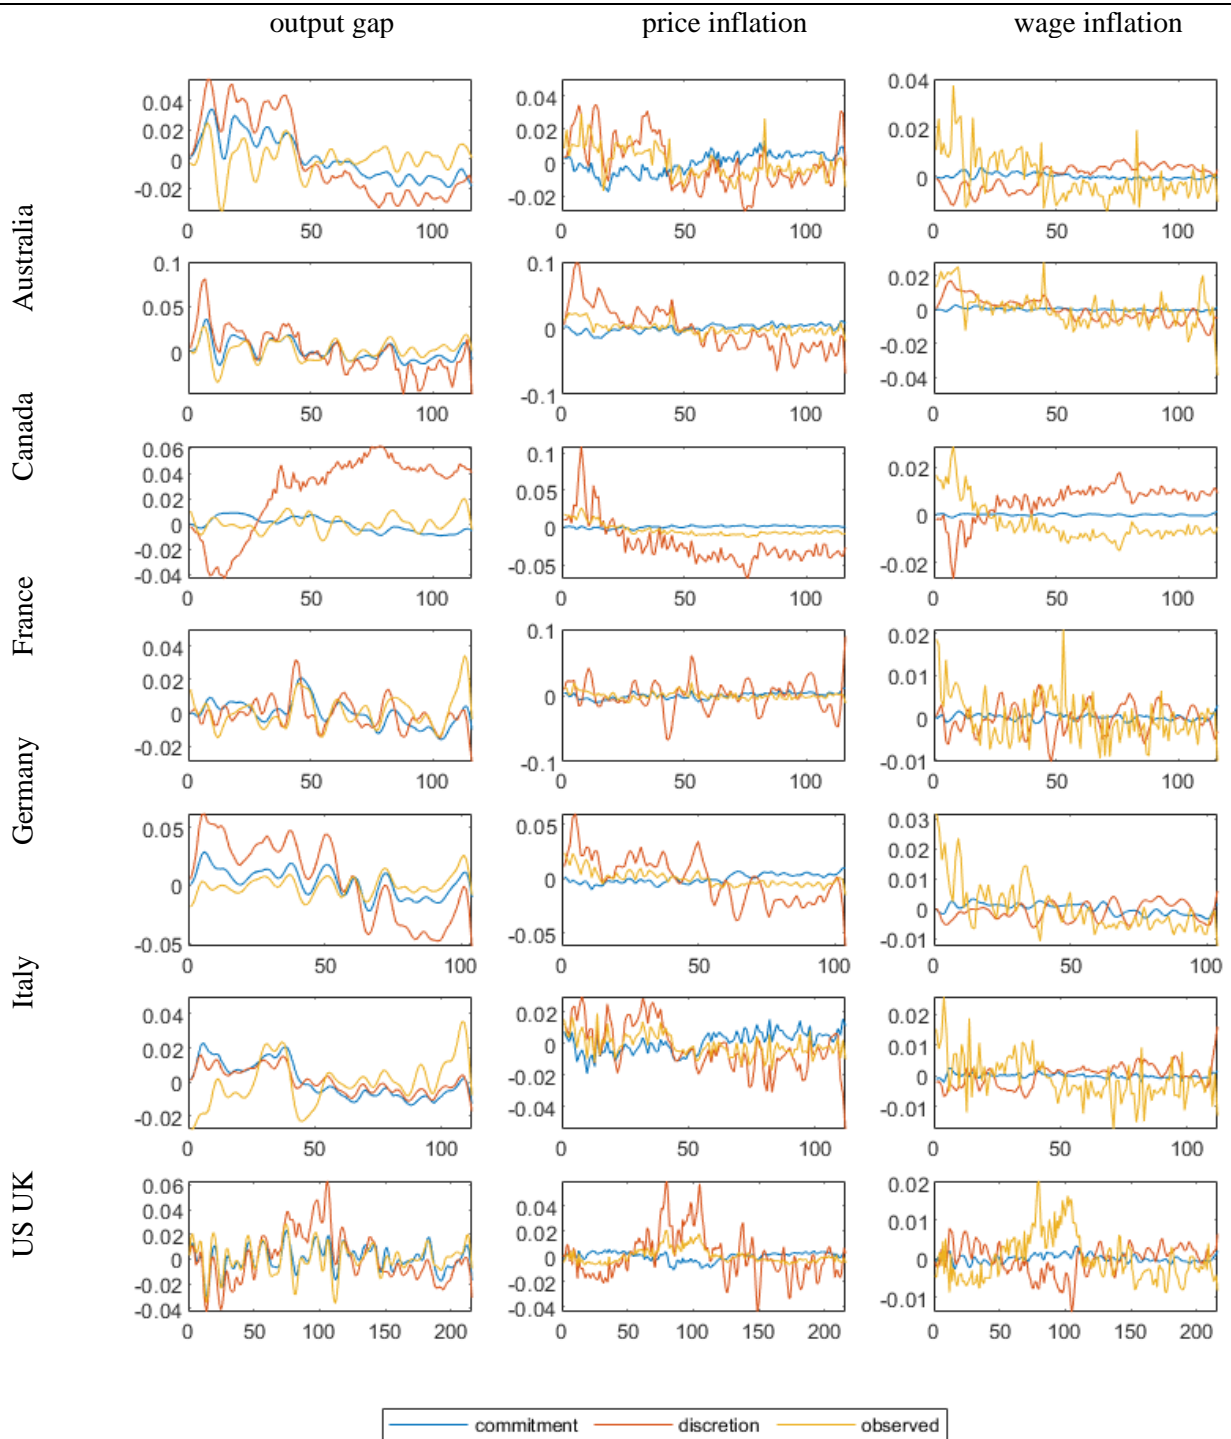 output gap price inflation wage inflation
0.04 0.02 0 -0.02 0 50 100
0.04 0.02 0 -0.02 0 50 100
0.04 0.02 0 0 50 100
Australia
0.1 0.05 0 0 50 100
0.1 0 -0.1 0 50 100
0.02 0 -0.02 -0.04 0 50 100
Canada
0.06 0.04 0.02 0 -0.02 -0.04 0 50 100
0.1 0.05 0 -0.05 0 50 100
0.02 0 -0.02 0 50 100
France
0.04 0.02 0 -0.02 0 50 100
0.1 0 -0.1 0 50 100
0.02 0.01 0 -0.01 0 50 100
Germany
0.05 0 -0.05 0 50 100
0.05 0 -0.05 0 50 100
0.03 0.02 0.01 0 -0.01 0 50 100
Italy
0.04 0.02 0 -0.02 0 50 100
0.02 0 -0.02 -0.04 0 50 100
0.02 0.01 0 -0.01 0 50 100
US UK
0.06 0.04 0.02 0 -0.02 -0.04 0 50 100 150 200
0.04 0.02 0 -0.02 -0.04 0 50 100 150 200
0.02 0.01 0 -0.01 0 50 100 150 200
commitment discretion observed